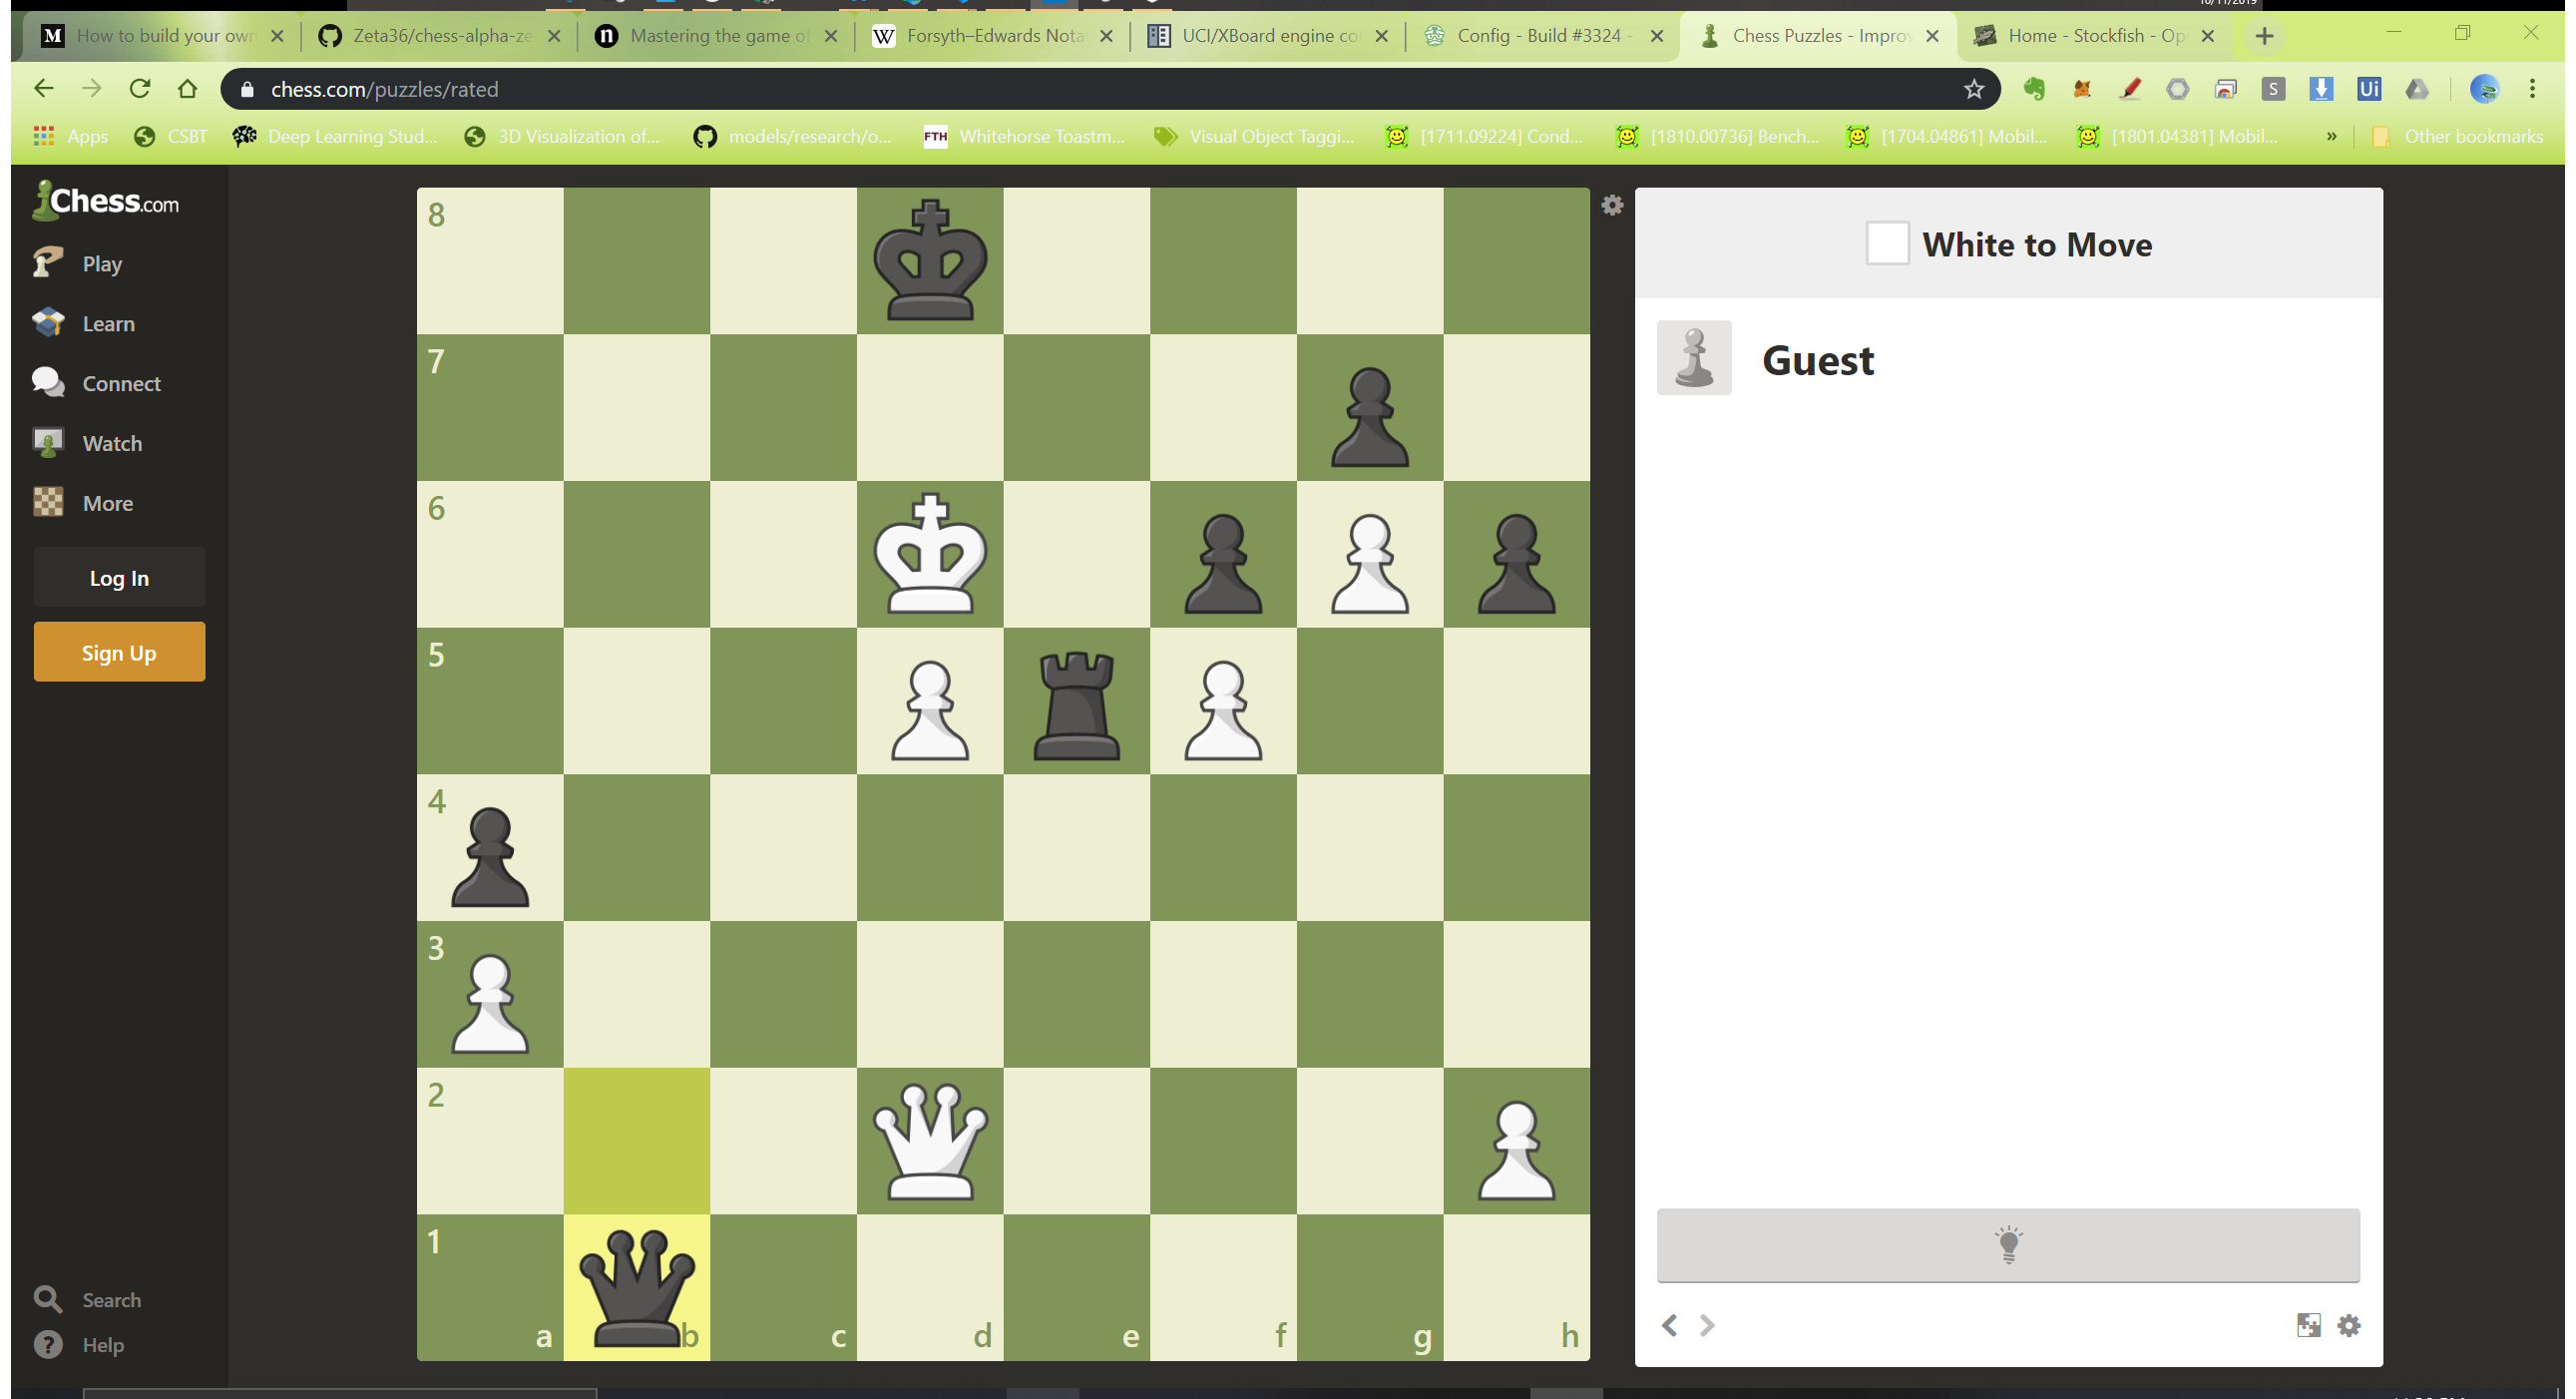 10/11/2019
How to build your own
Zeta36/chess-alpha-ze
Mastering the game of
Forsyth–Edwards Nota
UCI/XBoard engine co
Config - Build #3324 -
Chess Puzzles - Improv
Home - Stockfish - Op
chess.com/puzzles/rated
Apps CSBT Deep Learning Stud... 3D Visualization of... models/research/o... FTH Whitehorse Toastm... Visual Object Taggi... [1711.09224] Cond... [1810.00736] Bench... [1704.04861] Mobil... [1801.04381] Mobil... » Other bookmarks
Chess.com
Play
Learn
Connect
Watch
More
Log In
Sign Up
Search
Help
8
7
6
5
4
3
2
1
a b c d e f g h
White to Move
Guest